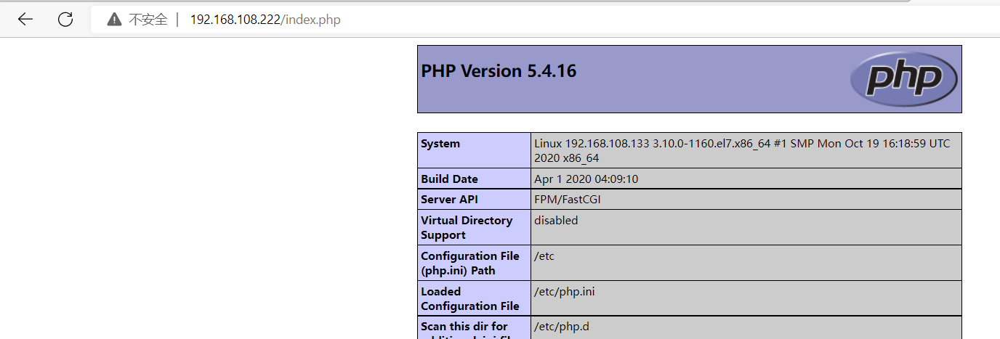 不安全 | 192.168.108.222/index.php
PHP Version 5.4.16
php
System
Linux 192.168.108.133 3.10.0-1160.el7.x86_64 #1 SMP Mon Oct 19 16:18:59 UTC
2020 x86_64
Build Date
Apr 1 2020 04:09:10
Server API
FPM/FastCGI
Virtual Directory
Support
disabled
Configuration File
(php.ini) Path
/etc
Loaded
Configuration File
/etc/php.ini
Scan this dir for
/etc/php.d